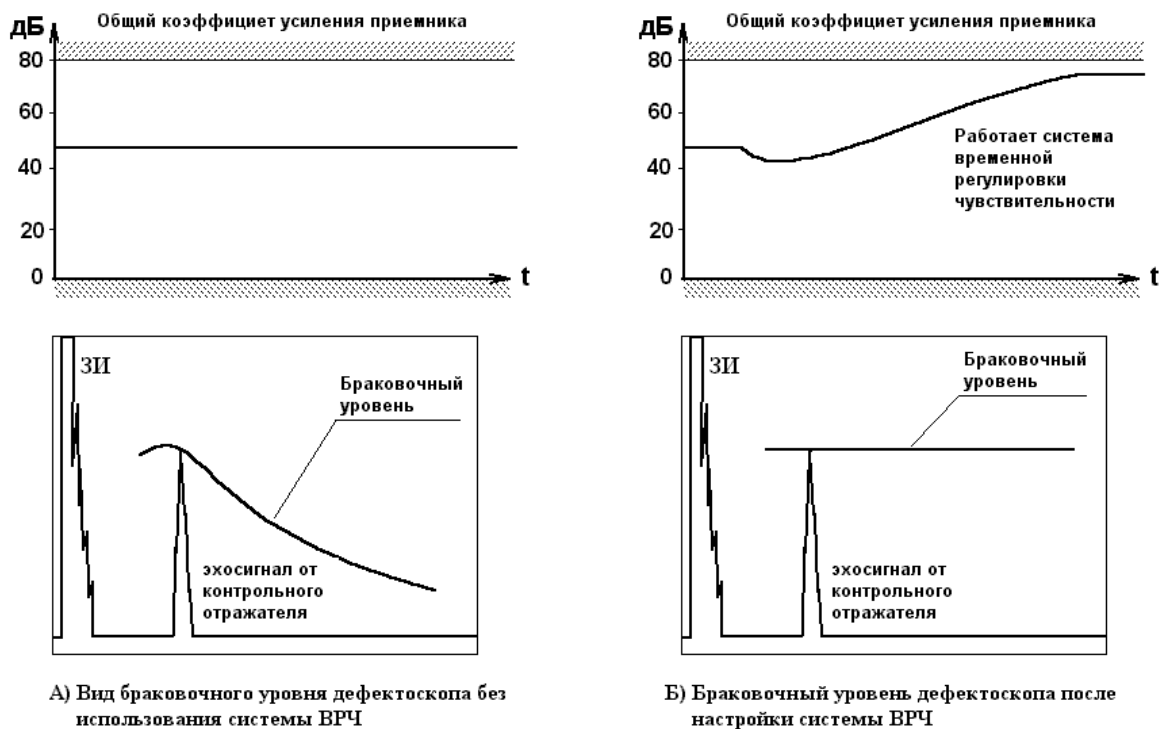 Общий коэффициет усиления приемника
дБ
80
60
40
20
0
t
Общий коэффициет усиления приемника
дБ
80
60
40
20
0
Работает система
временной
регулировки
чувствительности
t
ЗИ
Браковочный
уровень
эхосигнал от
контрольного
отражателя
ЗИ
Браковочный
уровень
эхосигнал от
контрольного
отражателя
А) Вид браковочного уровня дефектоскопа без
использования системы ВРЧ
Б) Браковочный уровень дефектоскопа после
настройки системы ВРЧ